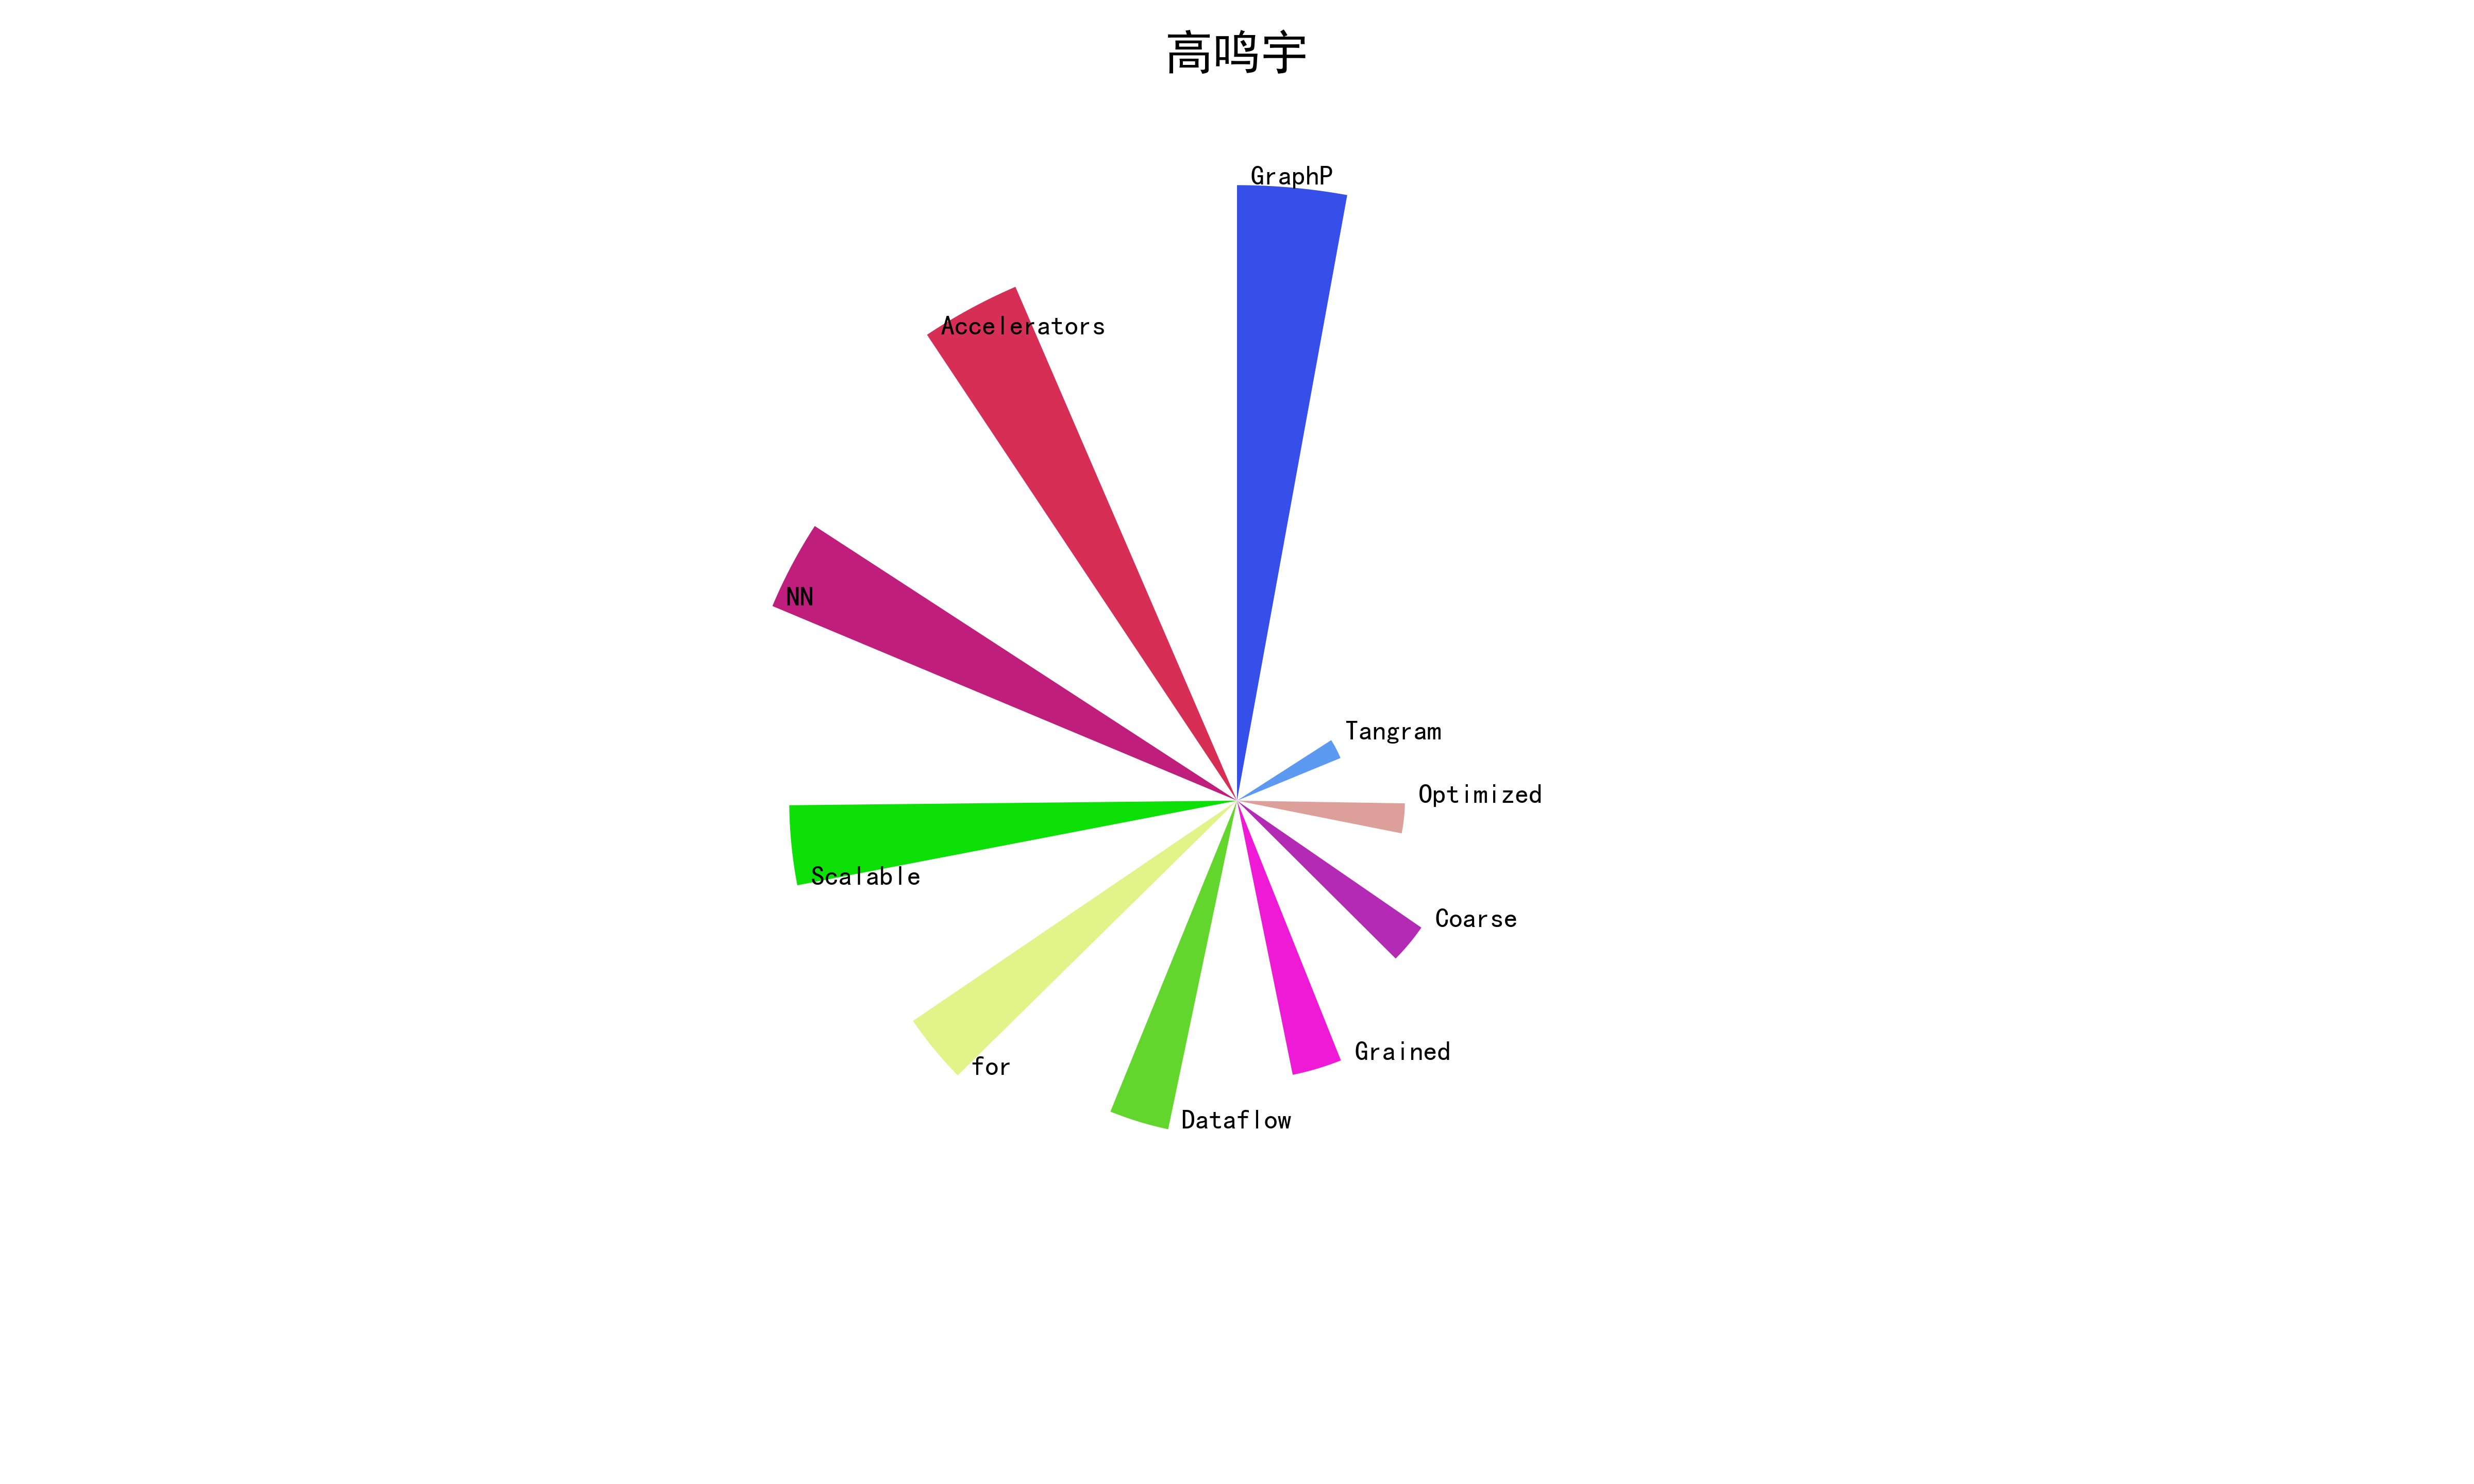 高鸣宇
GraphP
Accelerators
NN
Tangram
Optimized
Scalable
Coarse
Grained
for
Dataflow